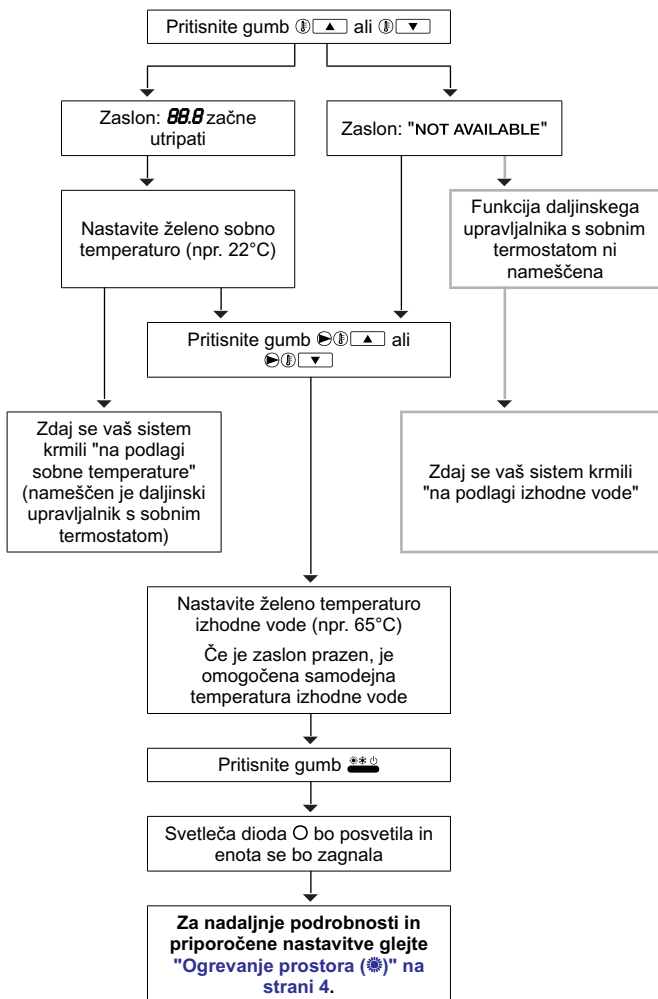 Pritisnite gumb ▲ ali ▼
Zaslon: 88.8 začne
utripati
Zaslon: "NOT AVAILABLE"
Nastavite želeno sobno
temperaturo (npr. 22°C)
Funkcija daljinskega
upravljalnika s sobnim
termostatom ni
nameščena
Pritisnite gumb ▲ ali
▼
Zdaj se vaš sistem
krmili "na podlagi
sobne temperature"
(nameščen je daljinski
upravljalnik s sobnim
termostatom)
Zdaj se vaš sistem krmili
"na podlagi izhodne vode"
Nastavite želeno temperaturo
izhodne vode (npr. 65°C)
Če je zaslon prazen, je
omogočena samodejna
temperatura izhodne vode
Pritisnite gumb
Svetleča dioda O bo posvetila in
enota se bo zagnala
Za nadaljnje podrobnosti in
priporočene nastavitve glejte
"Ogrevanje prostora (☀)" na
strani 4.